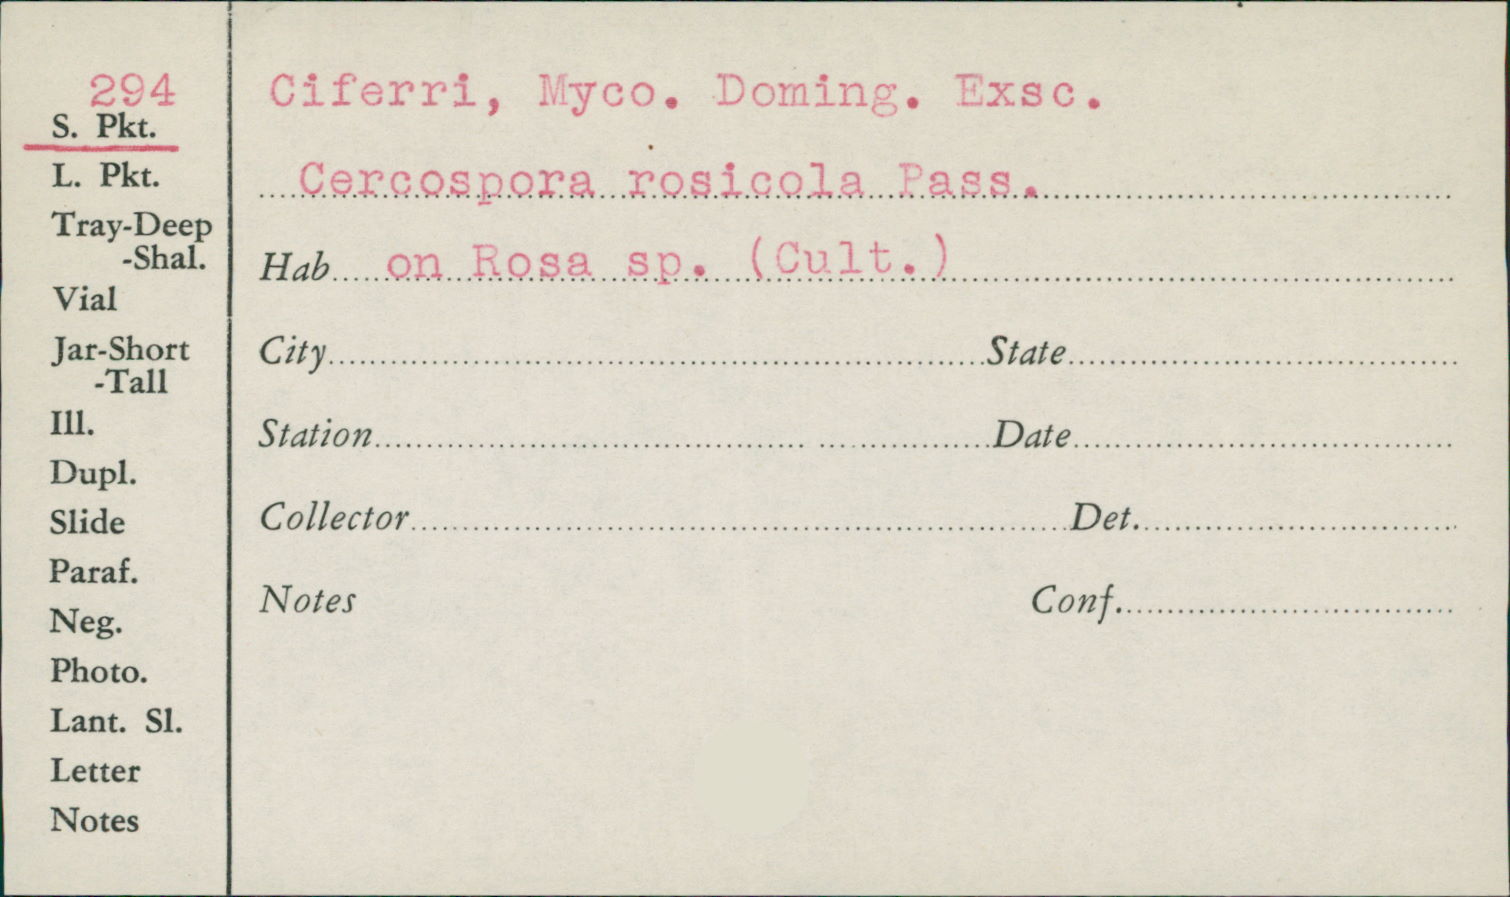 294
S. Pkt.
L. Pkt.
Tray-Deep
-Shal.
Vial
Jar-Short
-Tall
Ill.
Dupl.
Slide
Paraf.
Neg.
Photo.
Lant. Sl.
Letter
Notes
Ciferri, Myco. Doming. Exsc.
Cercospora rosicola Pass.
Hab on Rosa sp. (Cult.)
City State
Station Date
Collector Det.
Notes Conf.